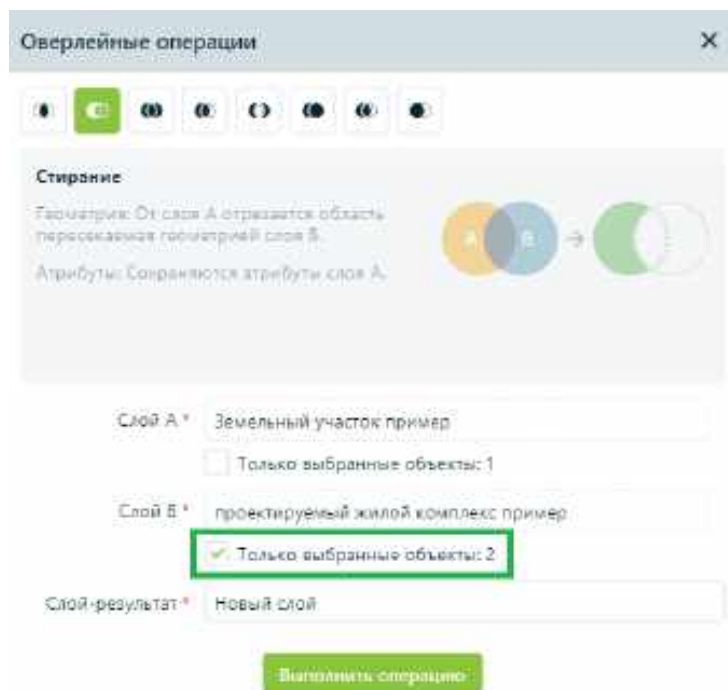 Оверлейные операции
Стирание
Геометрия: От слоя А отрезается область
пересекаемая геометрией слоя Б.
Атрибуты: Сохраняются атрибуты слоя А.
А Б
Слой А *
Земельный участок пример
Только выбранные объекты: 1
Слой Б *
проектируемый жилой комплекс пример
Только выбранные объекты: 2
Слой-результат *
Новый слой
Выполнить операцию